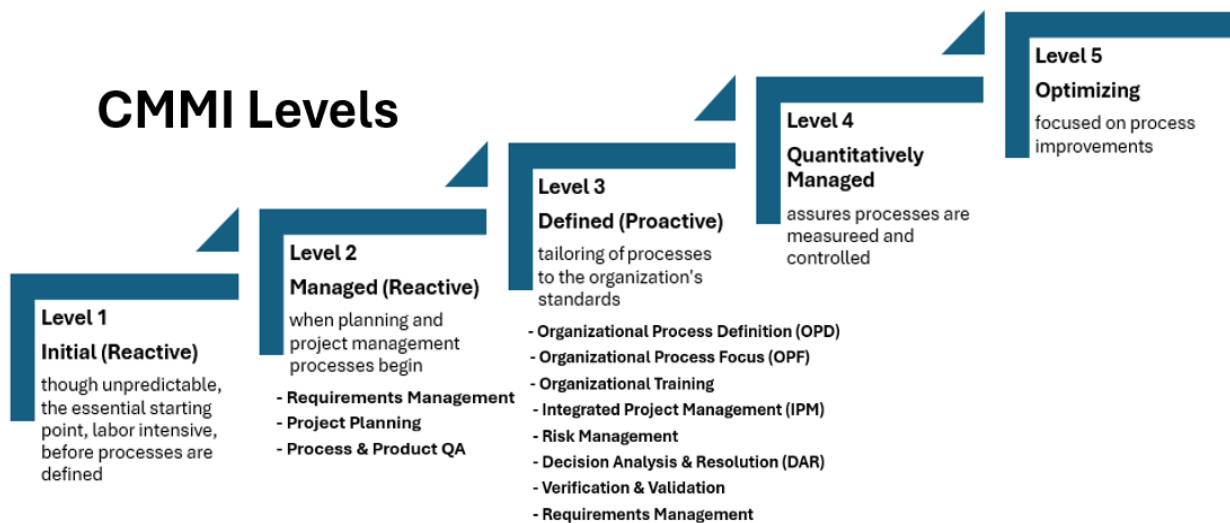 CMMI Levels
Level 1
Initial (Reactive)
though unpredictable,
the essential starting
point, labor intensive,
before processes are
defined
Level 2
Managed (Reactive)
when planning and
project management
processes begin
- Requirements Management
- Project Planning
- Process & Product QA
Level 3
Defined (Proactive)
tailoring of processes
to the organization's
standards
- Organizational Process Definition (OPD)
- Organizational Process Focus (OPF)
- Organizational Training
- Integrated Project Management (IPM)
- Risk Management
- Decision Analysis & Resolution (DAR)
- Verification & Validation
- Requirements Management
Level 4
Quantitatively
Managed
assures processes are
measureed and
controlled
Level 5
Optimizing
focused on process
improvements